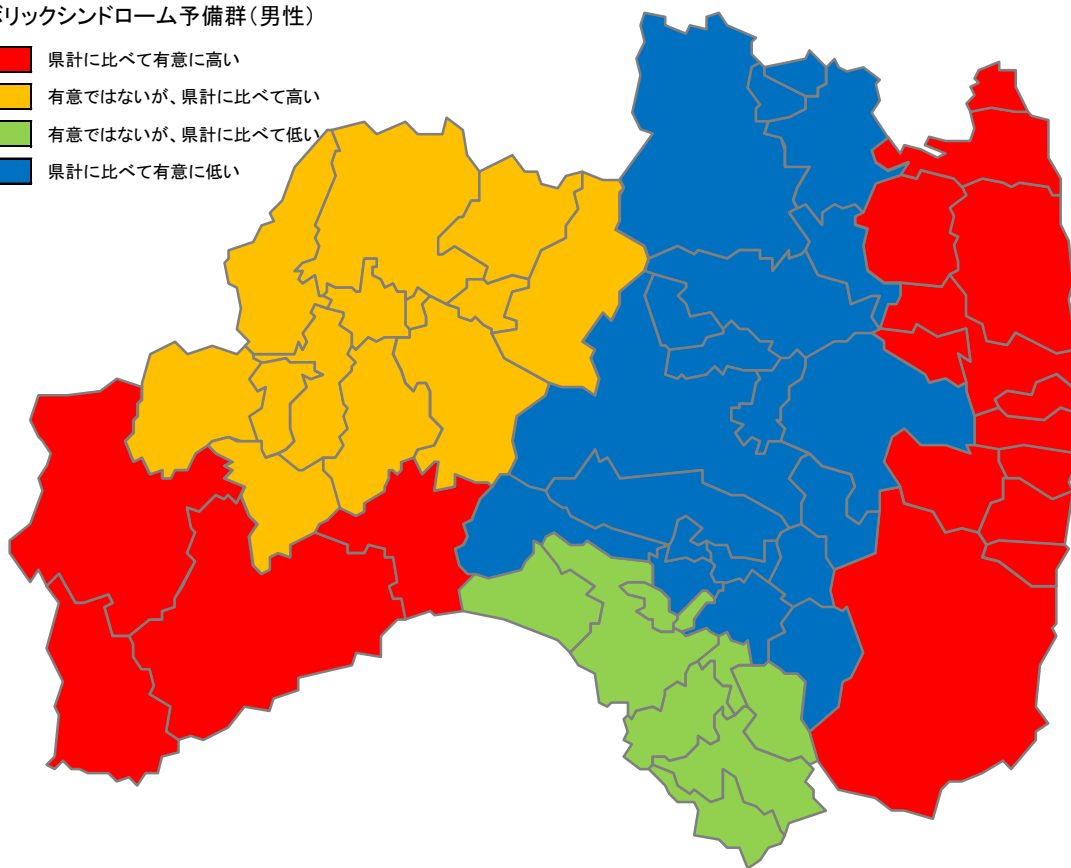 ボリックシンドローム予備群(男性)
県計に比べて有意に高い
有意ではないが、県計に比べて高い
有意ではないが、県計に比べて低い
県計に比べて有意に低い